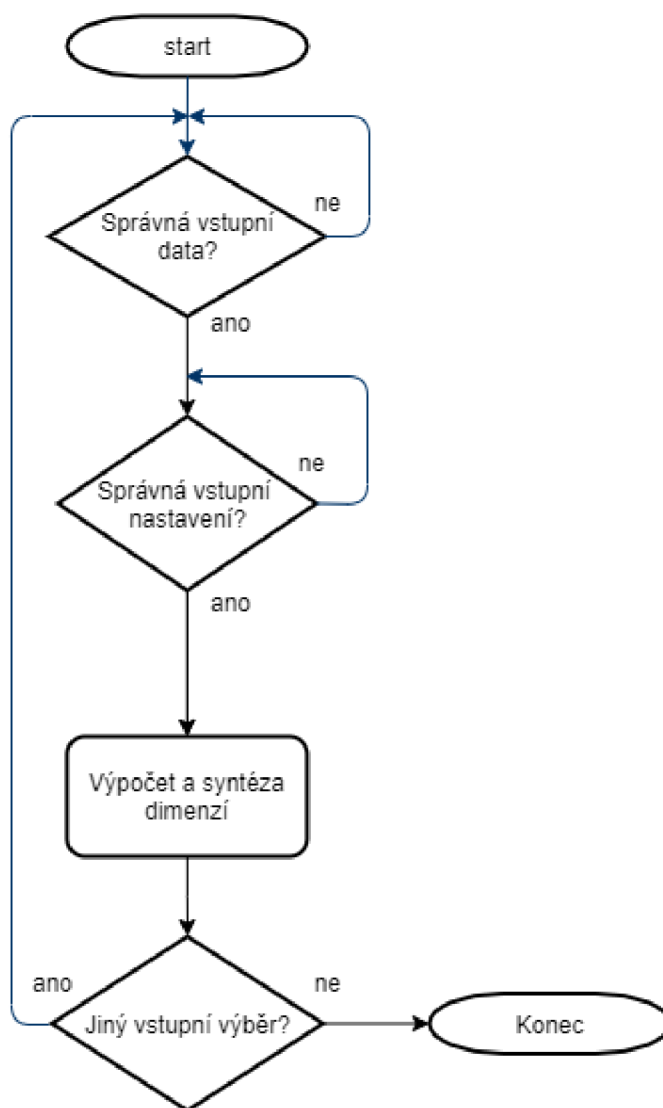 start
ne
Správná vstupní
data?
ano
ne
Správná vstupní
nastavení?
ano
Výpočet a syntéza
dimenzí
ano
ne
Jiný vstupní výběr?
Konec